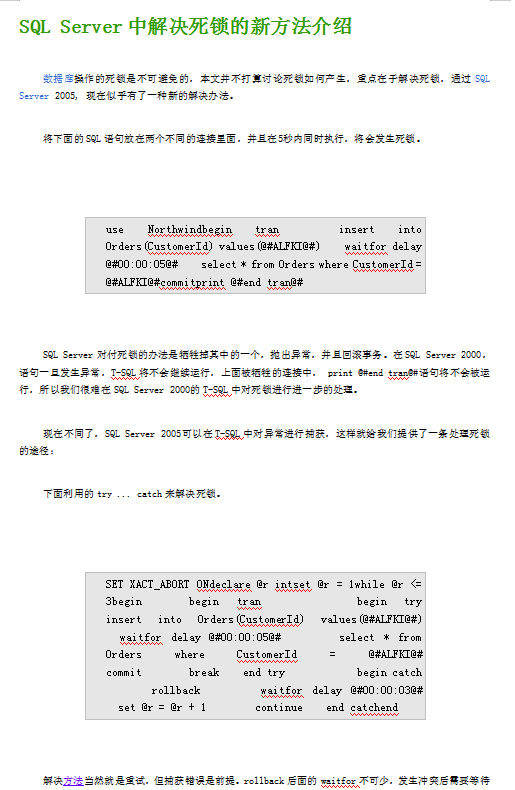 SQL Server 中解决死锁的新方法介绍
数据库操作的死锁是不可避免的，本文并不打算讨论死锁如何产生，重点在于解决死锁，通过 SQL
Server 2005, 现在似乎有了一种新的解决办法。
将下面的 SQL 语句放在两个不同的连接里面，并且在5秒内同时执行，将会发生死锁。
use Northwindbegin tran insert into
Orders(CustomerId) values(@#ALFKI@#) waitfor delay
@#00:00:05@# select * from Orders where CustomerId =
@#ALFKI@#commitprint @#end tran@#
SQL Server 对付死锁的办法是牺牲掉其中的一个，抛出异常，并且回滚事务。在 SQL Server 2000，
语句一旦发生异常，T-SQL 将不会继续运行，上面被牺牲的连接中， print @#end tran@#语句将不会被运
行，所以我们很难在 SQL Server 2000的 T-SQL 中对死锁进行进一步的处理。
现在不同了，SQL Server 2005可以在 T-SQL 中对异常进行捕获，这样就给我们提供了一条处理死锁
的途径：
下面利用的 try ... catch 来解决死锁。
SET XACT_ABORT ONdeclare @r intset @r = 1while @r <=
3begin begin tran begin try
insert into Orders(CustomerId) values(@#ALFKI@#)
waitfor delay @#00:00:05@# select * from
Orders where CustomerId = @#ALFKI@#
commit break end try begin catch
rollback waitfor delay @#00:00:03@#
set @r = @r + 1 continue end catchend
解决方法当然就是重试，但捕获错误是前提。rollback 后面的 waitfor 不可少，发生冲突后需要等待